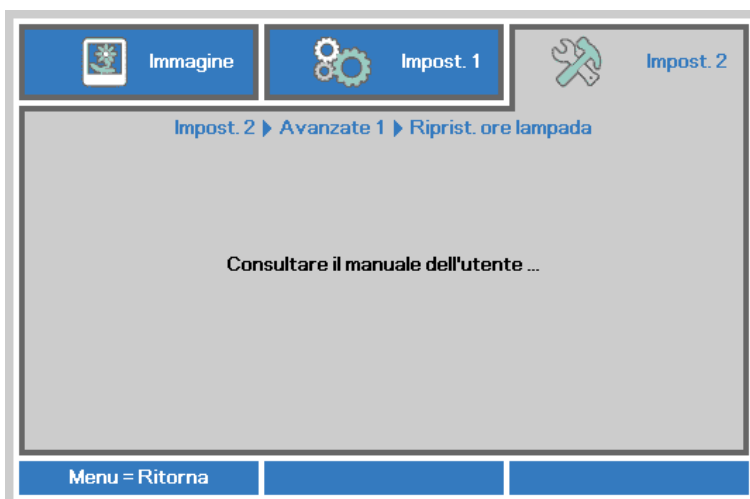 Immagine
Impost. 1
Impost. 2
Impost. 2 ▶ Avanzate 1 ▶ Riprist. ore lampada
Consultare il manuale dell'utente ...
Menu = Ritorna